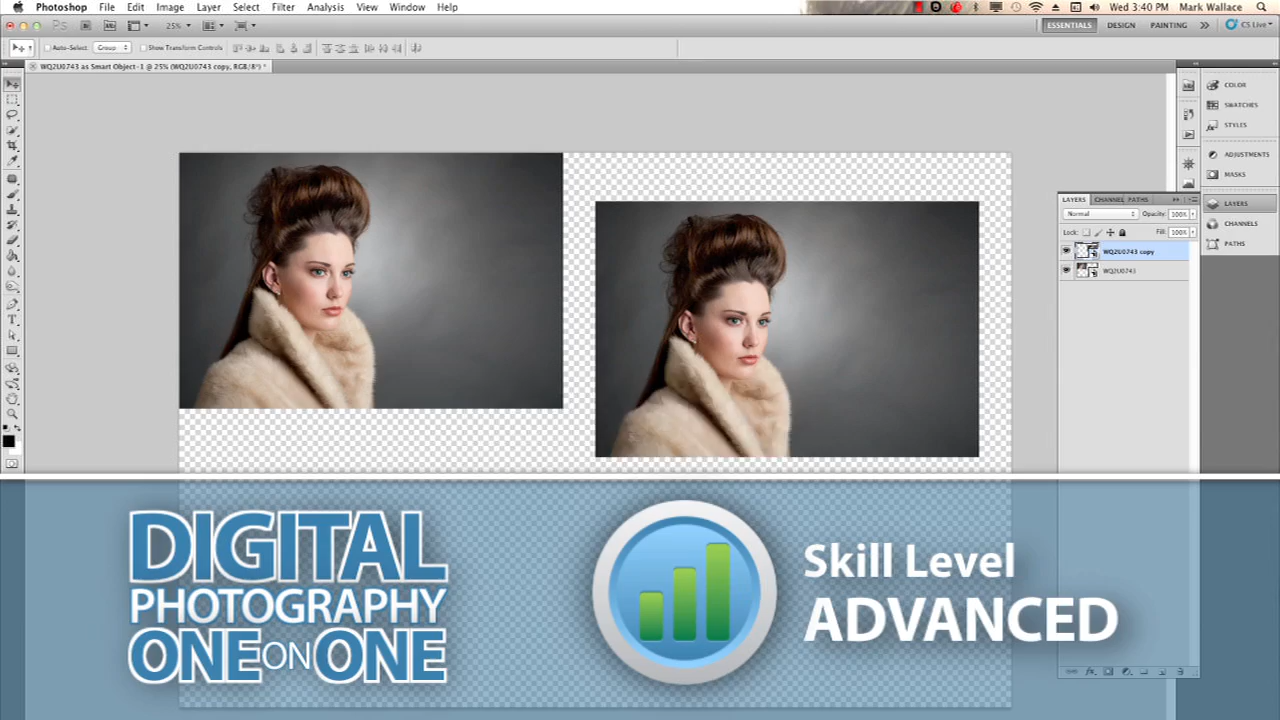 Photoshop File Edit Image Layer Select Filter Analysis View Window Help Wed 3:40 PM Mark Wallace
Ps 25% ESSENTIALS DESIGN PAINTING CS Live
Auto-Select: Group Show Transform Controls
WQ2U0743 as Smart Object-1 @ 25% (WQ2U0743 copy, RGB/8*) *
COLOR
SWATCHES
STYLES
ADJUSTMENTS
MASKS
LAYERS
CHANNELS
PATHS
LAYERS CHANNEL PATHS
Normal Opacity: 100%
Lock: Fill: 100%
WQ2U0743 copy
WQ2U0743
DIGITAL
PHOTOGRAPHY
ONE ON ONE
Skill Level
ADVANCED